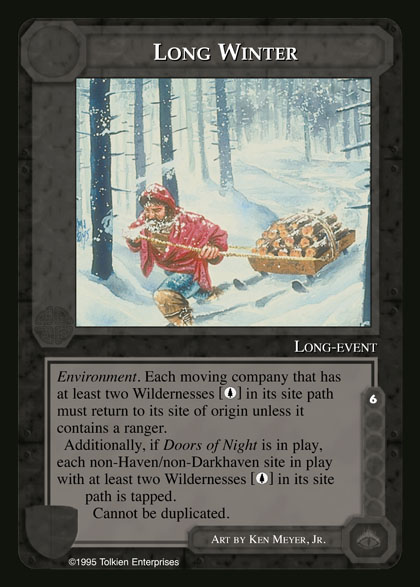 LONG WINTER
LONG-EVENT
Environment. Each moving company that has
at least two Wildernesses [ ] in its site path
must return to its site of origin unless it
contains a ranger.
Additionally, if Doors of Night is in play,
each non-Haven/non-Darkhaven site in play
with at least two Wildernesses [ ] in its site
path is tapped.
Cannot be duplicated.
6
ART BY KEN MEYER, JR.
©1995 Tolkien Enterprises